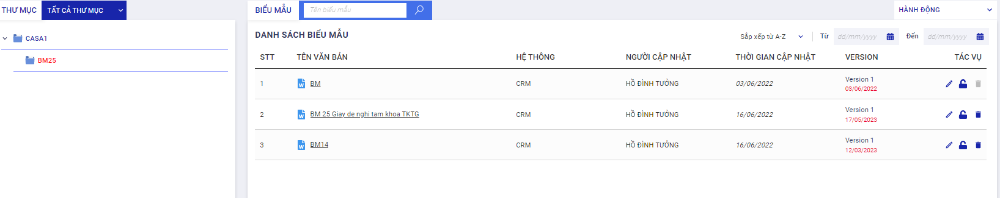 THƯ MỤC
TẤT CẢ THƯ MỤC
BIỂU MẪU
Tên biểu mẫu
HÀNH ĐỘNG
CASA1
BM25
DANH SÁCH BIỂU MẪU
Sắp xếp từ A-Z
Từ
dd/mm/yyyy
Đến
dd/mm/yyyy
STT TÊN VĂN BẢN HỆ THỐNG NGƯỜI CẬP NHẬT THỜI GIAN CẬP NHẬT VERSION TÁC VỤ
1 BM CRM HỒ ĐÌNH TƯỞNG 03/06/2022 Version 1
03/06/2022
2 BM 25 Giay de nghi tam khoa TKTG CRM HỒ ĐÌNH TƯỞNG 16/06/2022 Version 1
17/05/2023
3 BM14 CRM HỒ ĐÌNH TƯỞNG 16/06/2022 Version 1
12/03/2023